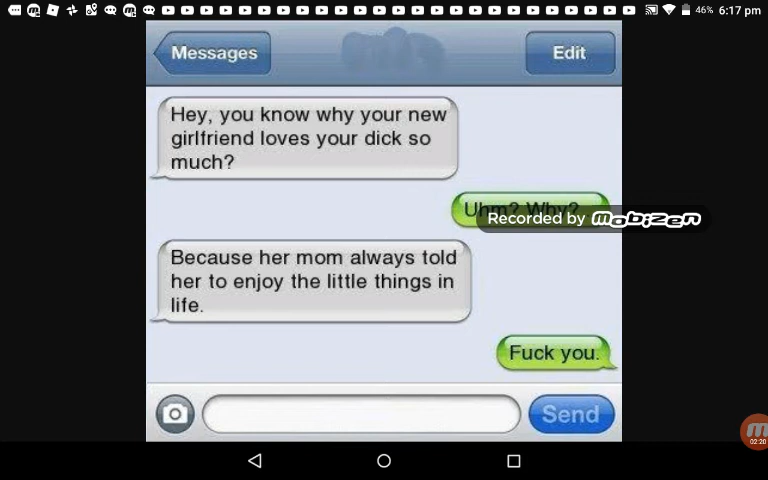 46% 6:17 pm
Messages
Edit
Hey, you know why your new
girlfriend loves your dick so
much?
Uhm? Why?
Recorded by mobizen
Because her mom always told
her to enjoy the little things in
life.
Fuck you.
Send
02:20